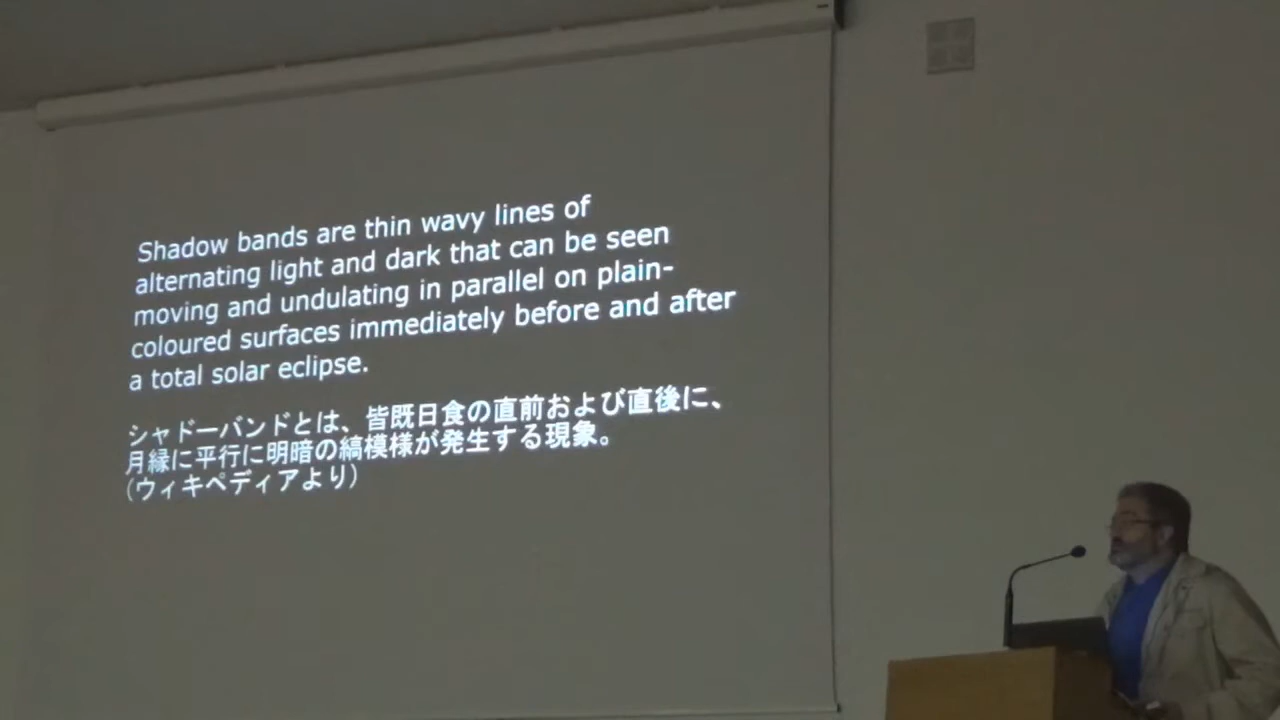 Shadow bands are thin wavy lines of
alternating light and dark that can be seen
moving and undulating in parallel on plain-
coloured surfaces immediately before and after
a total solar eclipse.
シャドーバンドとは、皆既日食の直前および直後に、
月縁に平行に明暗の縞模様が発生する現象。
(ウィキペディアより)